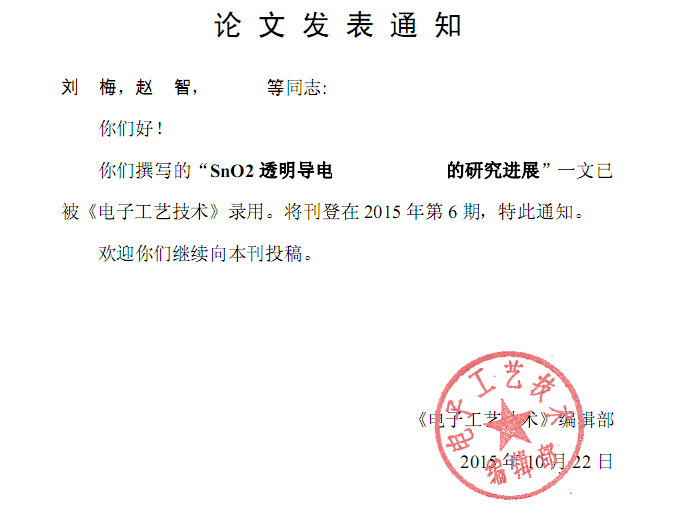 论文发表通知
刘 梅，赵 智， 等同志:
你们好！
你们撰写的“SnO2透明导电 的研究进展”一文已
被《电子工艺技术》录用。将刊登在 2015 年第 6 期，特此通知。
欢迎你们继续向本刊投稿。
《电子工艺技术》编辑部
2015 年 10 月 22 日
电子工艺技术
编辑部